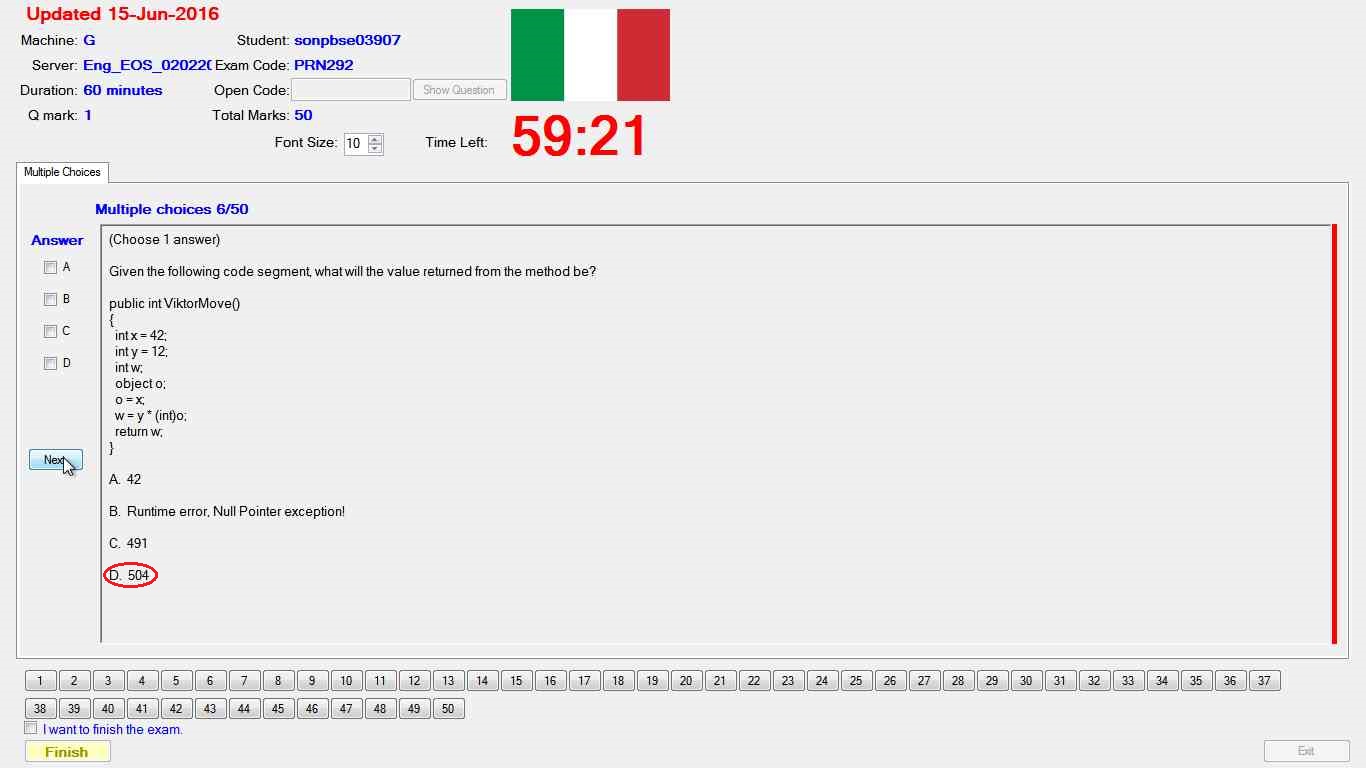 Updated 15-Jun-2016
Machine: G Student: sonpbse03907
Server: Eng_EOS_02022 Exam Code: PRN292
Duration: 60 minutes Open Code: Show Question
Q mark: 1 Total Marks: 50
Font Size: 10 Time Left: 59:21
Multiple Choices
Multiple choices 6/50
Answer
A
B
C
D
Next
(Choose 1 answer)
Given the following code segment, what will the value returned from the method be?
public int ViktorMove()
{
int x = 42;
int y = 12;
int w;
object o;
o = x;
w = y * (int)o;
return w;
}
A. 42
B. Runtime error, Null Pointer exception!
C. 491
D. 504
1 2 3 4 5 6 7 8 9 10 11 12 13 14 15 16 17 18 19 20 21 22 23 24 25 26 27 28 29 30 31 32 33 34 35 36 37
38 39 40 41 42 43 44 45 46 47 48 49 50
I want to finish the exam.
Finish Exit